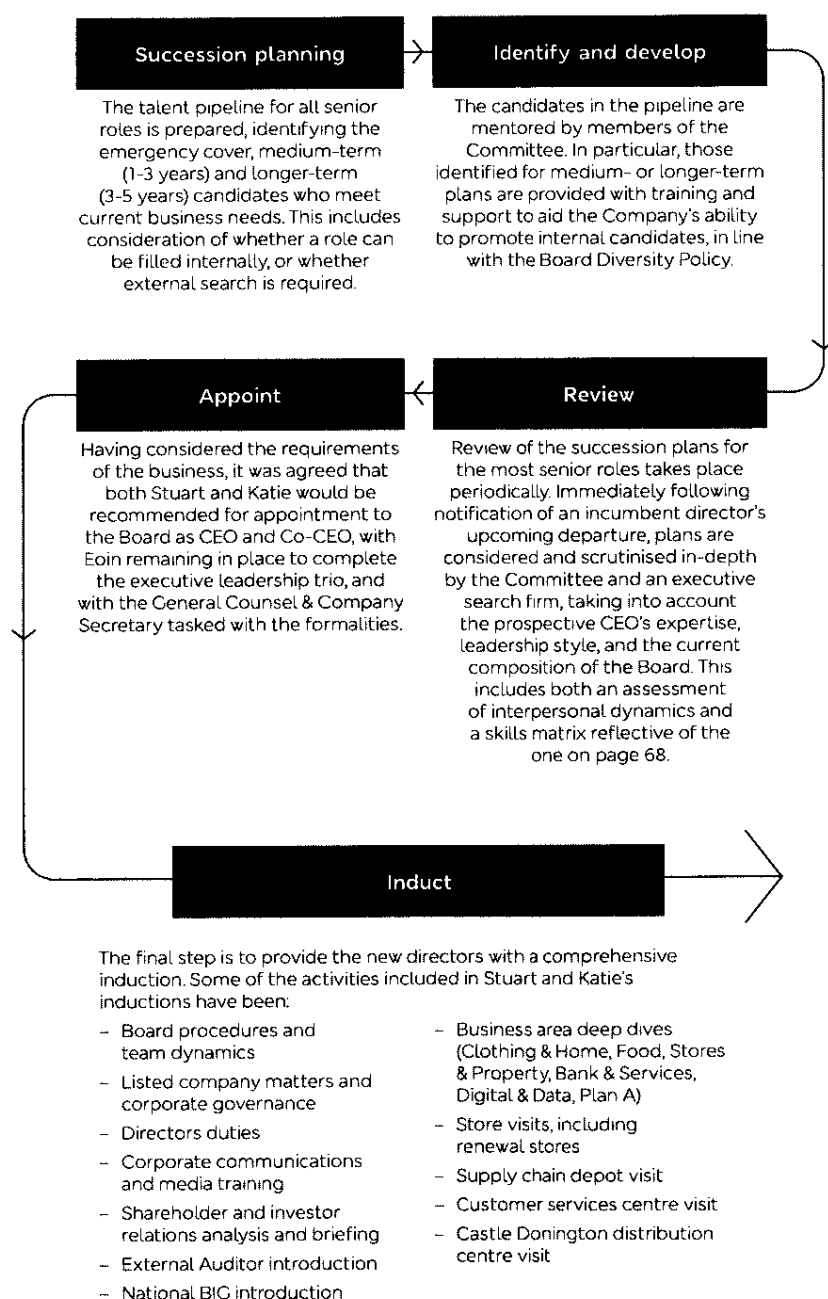 Succession planning
The talent pipeline for all senior
roles is prepared, identifying the
emergency cover, medium-term
(1-3 years) and longer-term
(3-5 years) candidates who meet
current business needs. This includes
consideration of whether a role can
be filled internally, or whether
external search is required.
Identify and develop
The candidates in the pipeline are
mentored by members of the
Committee. In particular, those
identified for medium- or longer-term
plans are provided with training and
support to aid the Company's ability
to promote internal candidates, in line
with the Board Diversity Policy.
Review
Review of the succession plans for
the most senior roles takes place
periodically. Immediately following
notification of an incumbent director's
upcoming departure, plans are
considered and scrutinised in-depth
by the Committee and an executive
search firm, taking into account
the prospective CEO's expertise,
leadership style, and the current
composition of the Board. This
includes both an assessment
of interpersonal dynamics and
a skills matrix reflective of the
one on page 68.
Appoint
Having considered the requirements
of the business, it was agreed that
both Stuart and Katie would be
recommended for appointment to
the Board as CEO and Co-CEO, with
Eoin remaining in place to complete
the executive leadership trio, and
with the General Counsel & Company
Secretary tasked with the formalities.
Induct
The final step is to provide the new directors with a comprehensive
induction. Some of the activities included in Stuart and Katie's
inductions have been:
– Board procedures and
team dynamics
– Listed company matters and
corporate governance
– Directors duties
– Corporate communications
and media training
– Shareholder and investor
relations analysis and briefing
– External Auditor introduction
– National BIG introduction
– Business area deep dives
(Clothing & Home, Food, Stores
& Property, Bank & Services,
Digital & Data, Plan A)
– Store visits, including
renewal stores
– Supply chain depot visit
– Customer services centre visit
– Castle Donington distribution
centre visit